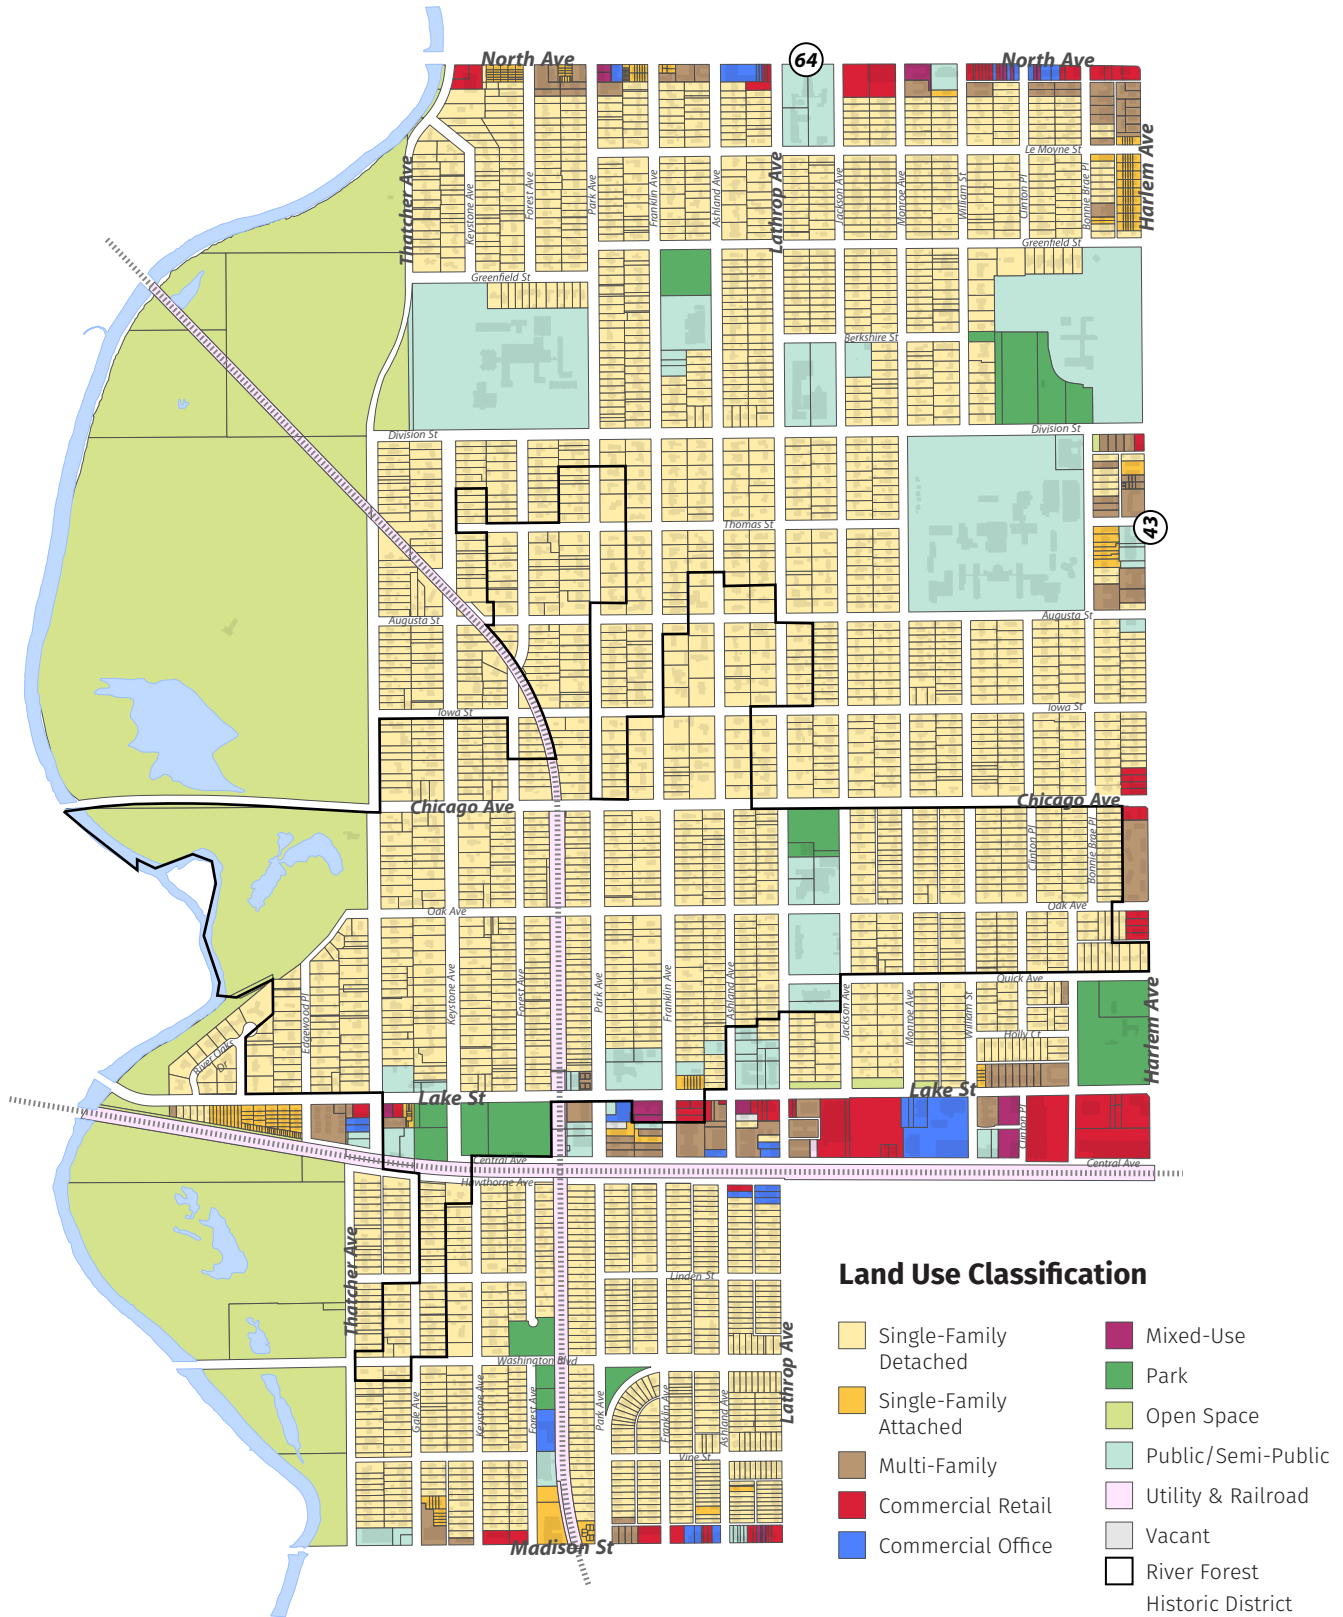 North Ave
64
North Ave
Le Moyne St
Thatcher Ave
Keystone Ave
Forest Ave
Park Ave
Franklin Ave
Ashland Ave
Lathrop Ave
Jackson Ave
Monroe Ave
William St
Clinton Pl
Bonnie Brae Pl
Harlem Ave
Greenfield St
Greenfield St
Berkshire St
Division St
Division St
Thomas St
43
Augusta St
Augusta St
Iowa St
Iowa St
Chicago Ave
Chicago Ave
Clinton Pl
Bonnie Brae Pl
Oak Ave
Oak Ave
Edgewood Pl
Keystone Ave
Forest Ave
Park Ave
Franklin Ave
Ashland Ave
Quick Ave
Jackson Ave
Monroe Ave
William St
Harlem Ave
Holly Ct
River Oaks
Dr
Lake St
Lake St
Clinton Pl
Central Ave
Central Ave
Hawthorne Ave
Thatcher Ave
Linden St
Lathrop Ave
Washington Blvd
Gale Ave
Keystone Ave
Forest Ave
Park Ave
Franklin Ave
Ashland Ave
Vine St
Madison St
Land Use Classification
Single-Family
Detached
Single-Family
Attached
Multi-Family
Commercial Retail
Commercial Office
Mixed-Use
Park
Open Space
Public/Semi-Public
Utility & Railroad
Vacant
River Forest
Historic District